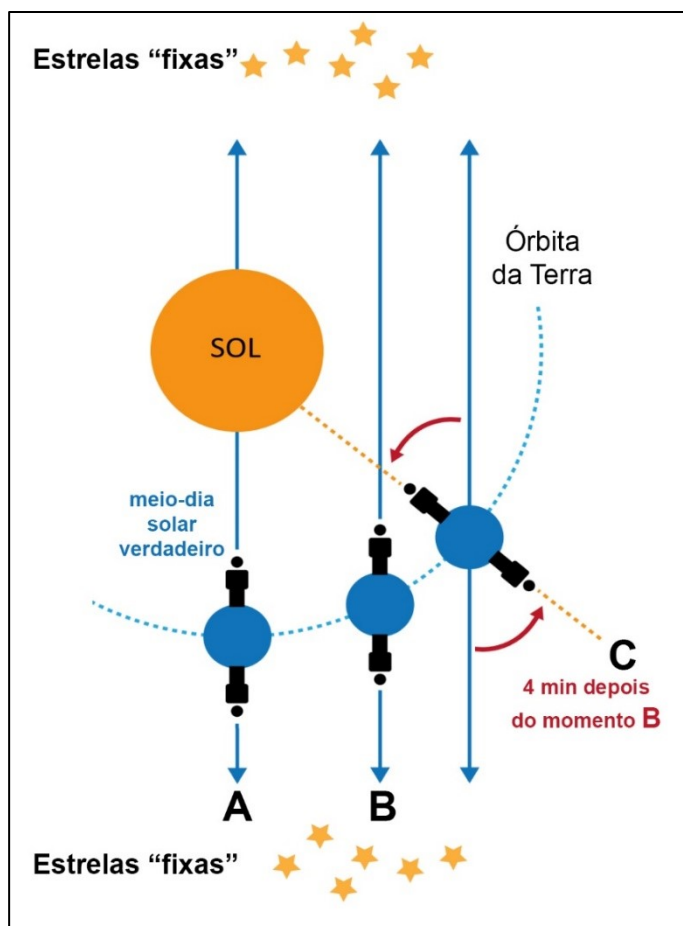 Estrelas “fixas”
Órbita
da Terra
SOL
meio-dia
solar
verdadeiro
C
4 min depois
do momento B
A
B
Estrelas “fixas”